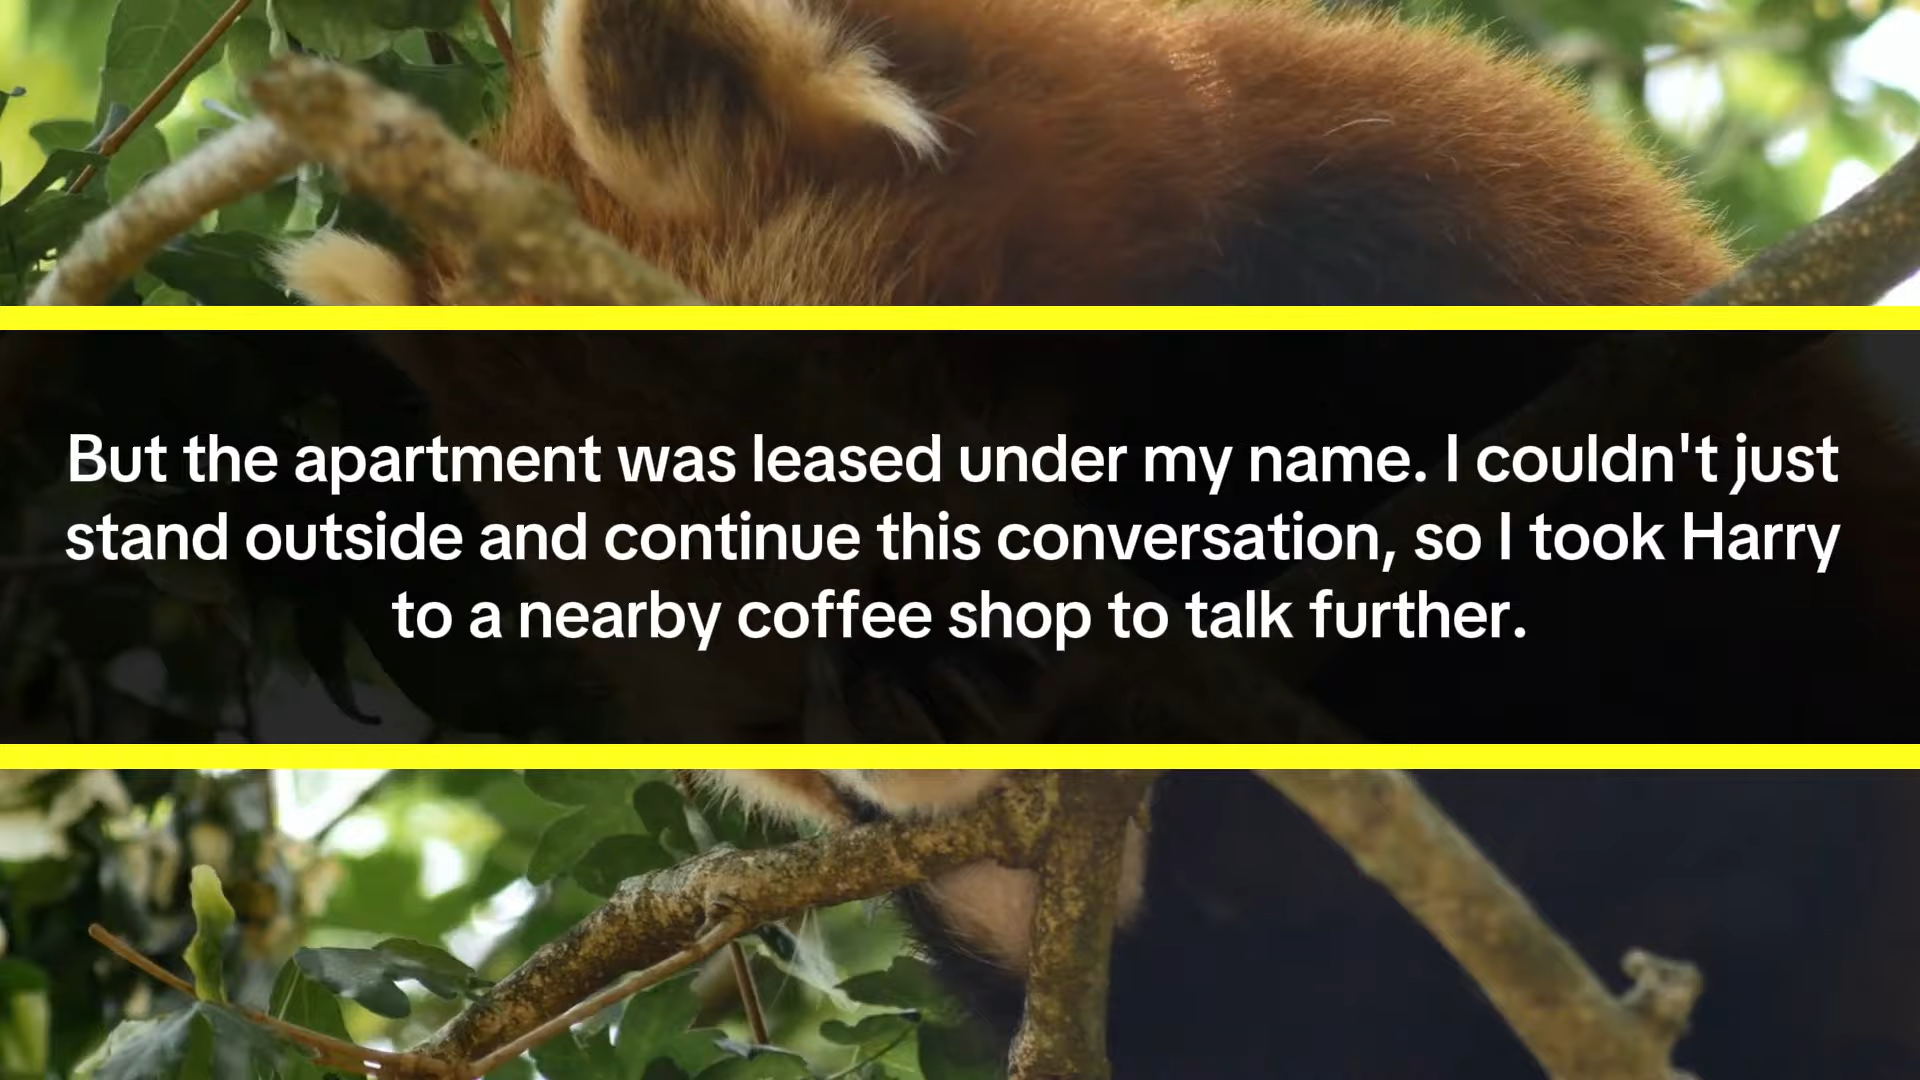 But the apartment was leased under my name. I couldn't just
stand outside and continue this conversation, so I took Harry
to a nearby coffee shop to talk further.